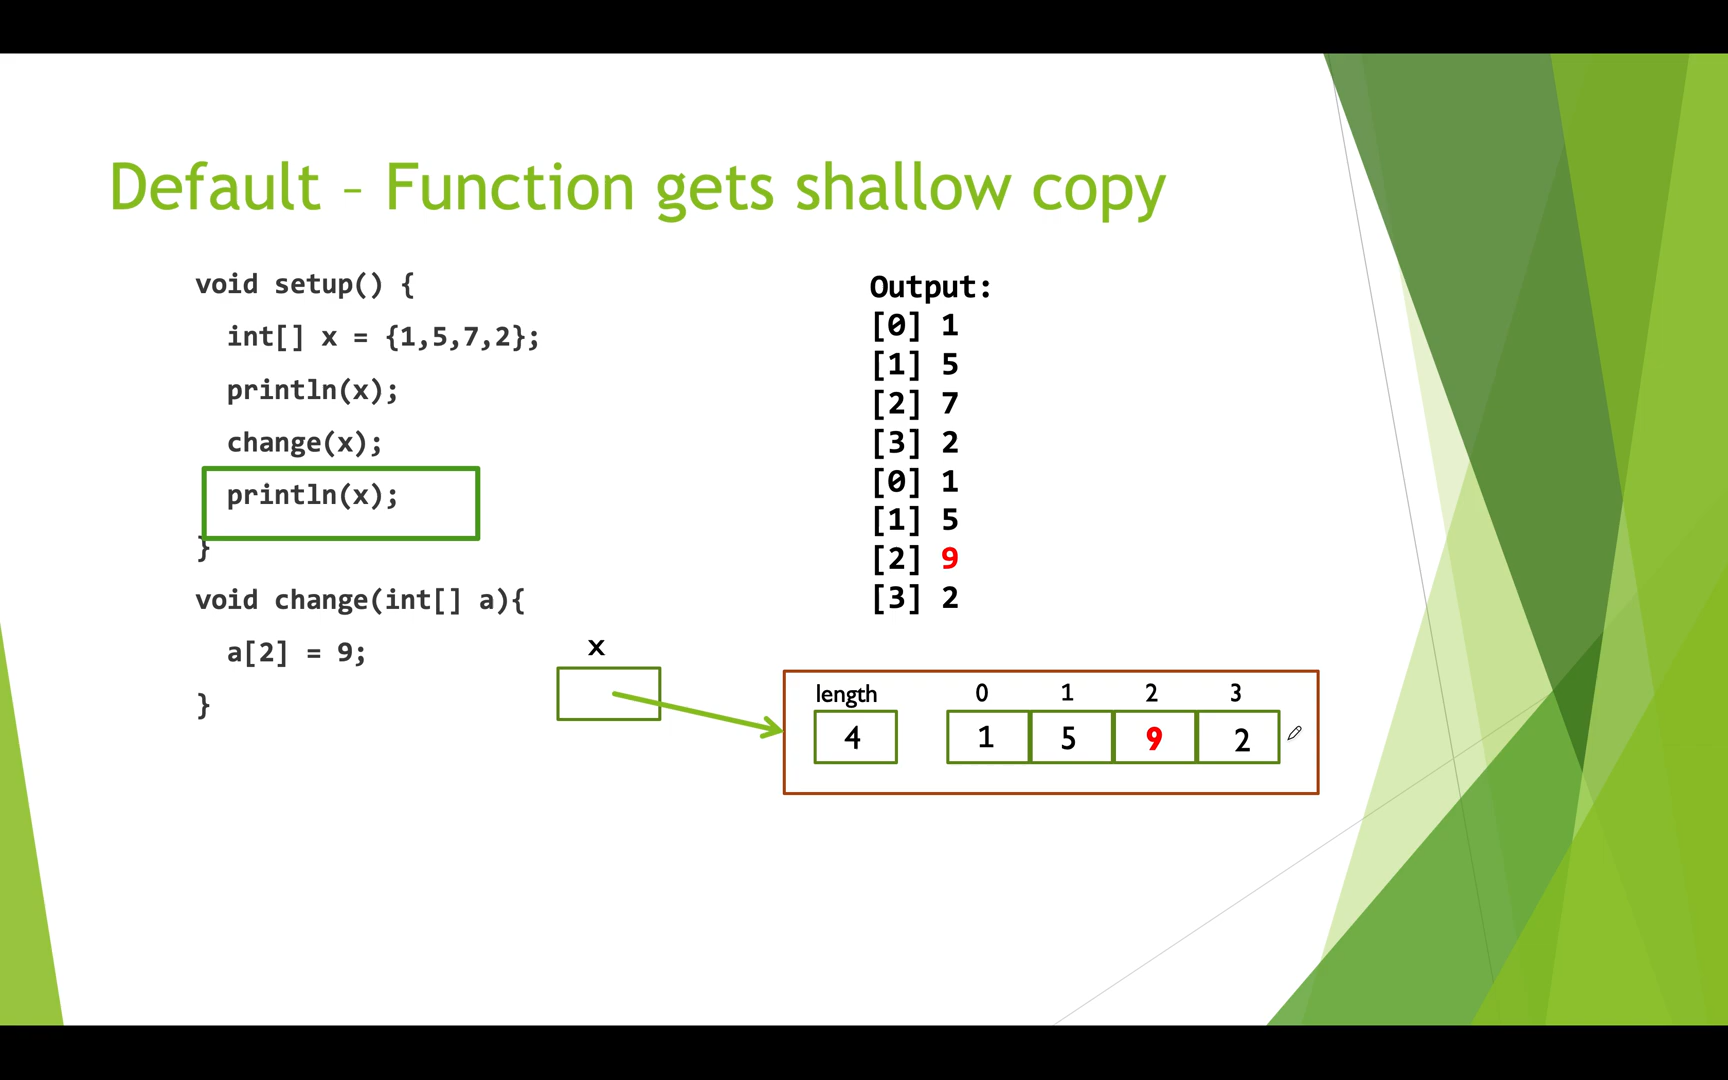 Default – Function gets shallow copy
void setup() {
int[] x = {1,5,7,2};
println(x);
change(x);
println(x);
}
void change(int[] a){
a[2] = 9;
}
Output:
[0] 1
[1] 5
[2] 7
[3] 2
[0] 1
[1] 5
[2] 9
[3] 2
x
length 0 1 2 3
4 1 5 9 2